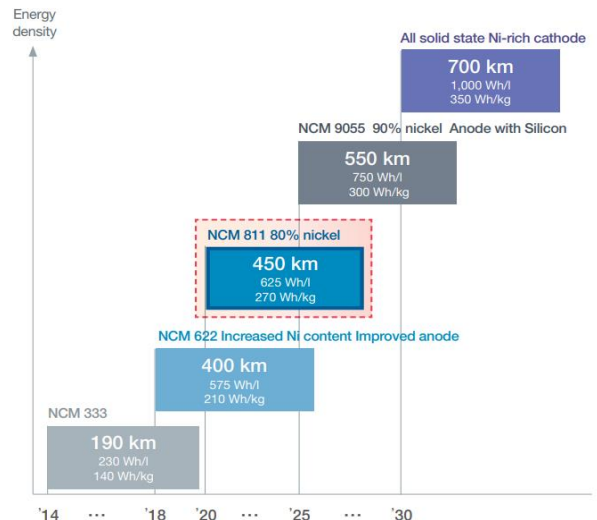 Energy
density
All solid state Ni-rich cathode
700 km
1,000 Wh/l
350 Wh/kg
NCM 9055 90% nickel Anode with Silicon
550 km
750 Wh/l
300 Wh/kg
NCM 811 80% nickel
450 km
625 Wh/l
270 Wh/kg
NCM 622 Increased Ni content Improved anode
400 km
575 Wh/l
210 Wh/kg
NCM 333
190 km
230 Wh/l
140 Wh/kg
'14 ... '18 '20 ... '25 ... '30